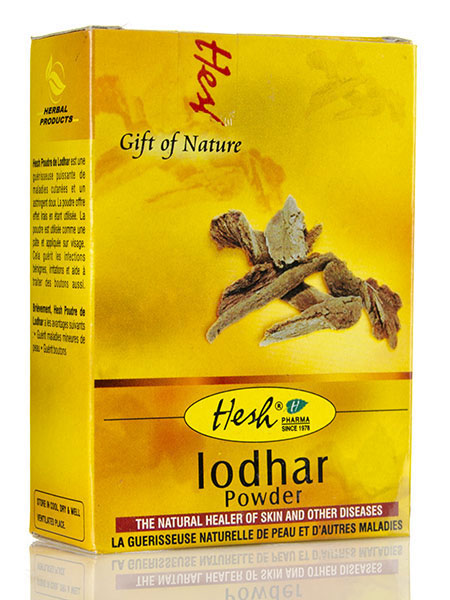 HERBAL
PRODUCTS
Hesh Poudre de Lodhar est une
guérisseuse puissante de
maladies cutanées et un
astringent doux. La poudre offre
effet frais en étant utilisée. La
poudre est utilisée comme une
pâte et appliquée sur visage.
Cela guérit les infections
bénignes, irritations et aide à
traiter des boutons aussi.
Brièvement, Hesh Poudre de
Lodhar a les avantages suivants
• Guérit maladies mineures de
peau • Guérit boutons
STORE IN COOL, DRY & WELL
VENTILATED PLACE.
Hes
Gift of Nature
Hesh® H
PHARMA
SINCE 1978
lodhar
Powder
THE NATURAL HEALER OF SKIN AND OTHER DISEASES
LA GUERISSEUSE NATURELLE DE PEAU ET D'AUTRES MALADIES